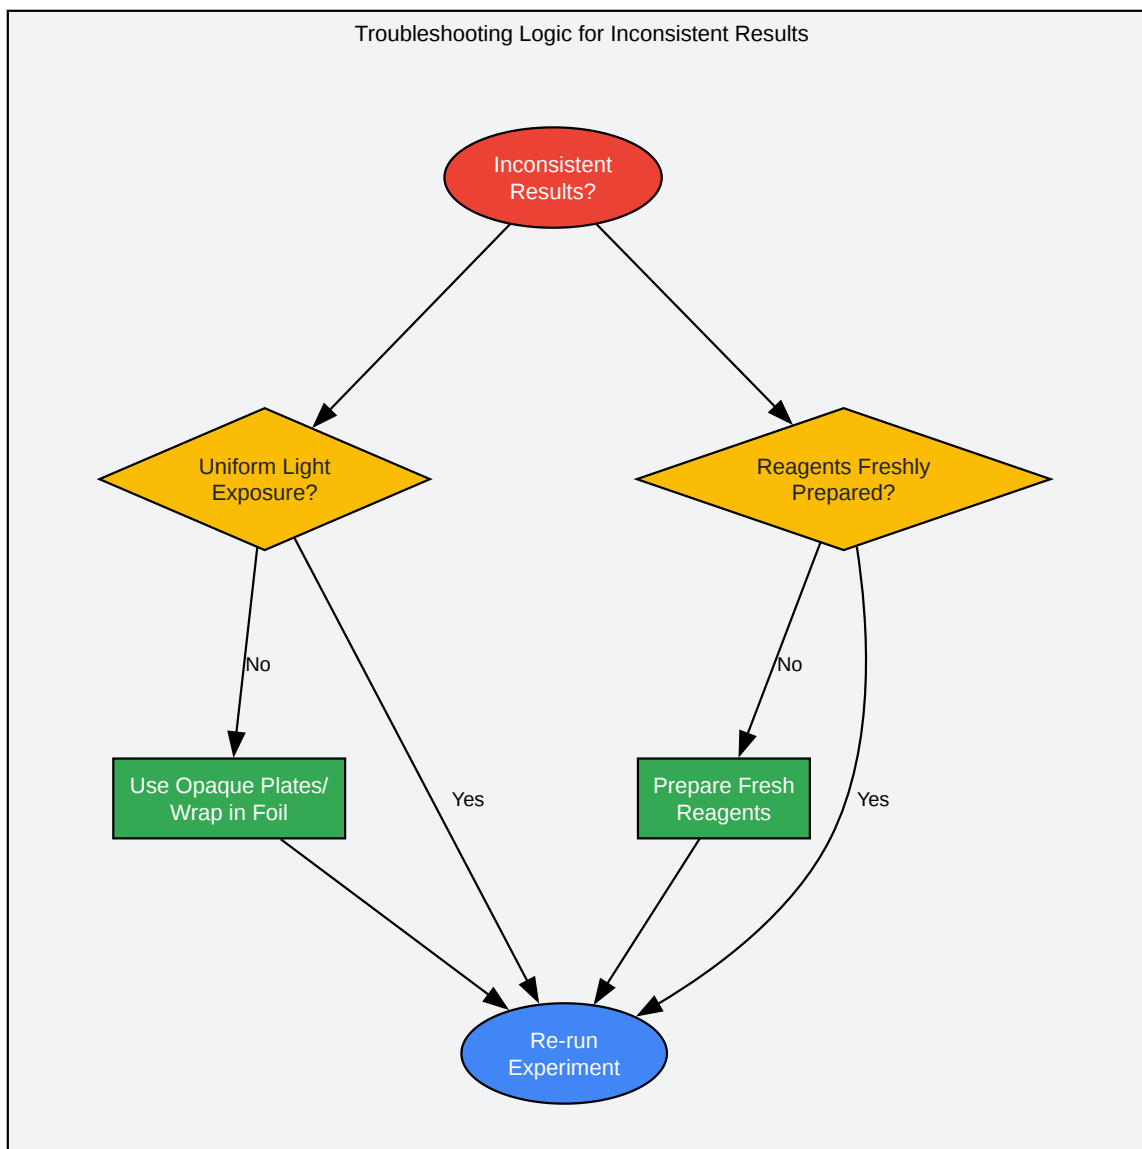 Troubleshooting Logic for Inconsistent Results
Inconsistent
Results?
Uniform Light
Exposure?
Reagents Freshly
Prepared?
No
No
Use Opaque Plates/
Wrap in Foil
Yes
Prepare Fresh
Reagents
Yes
Re-run
Experiment